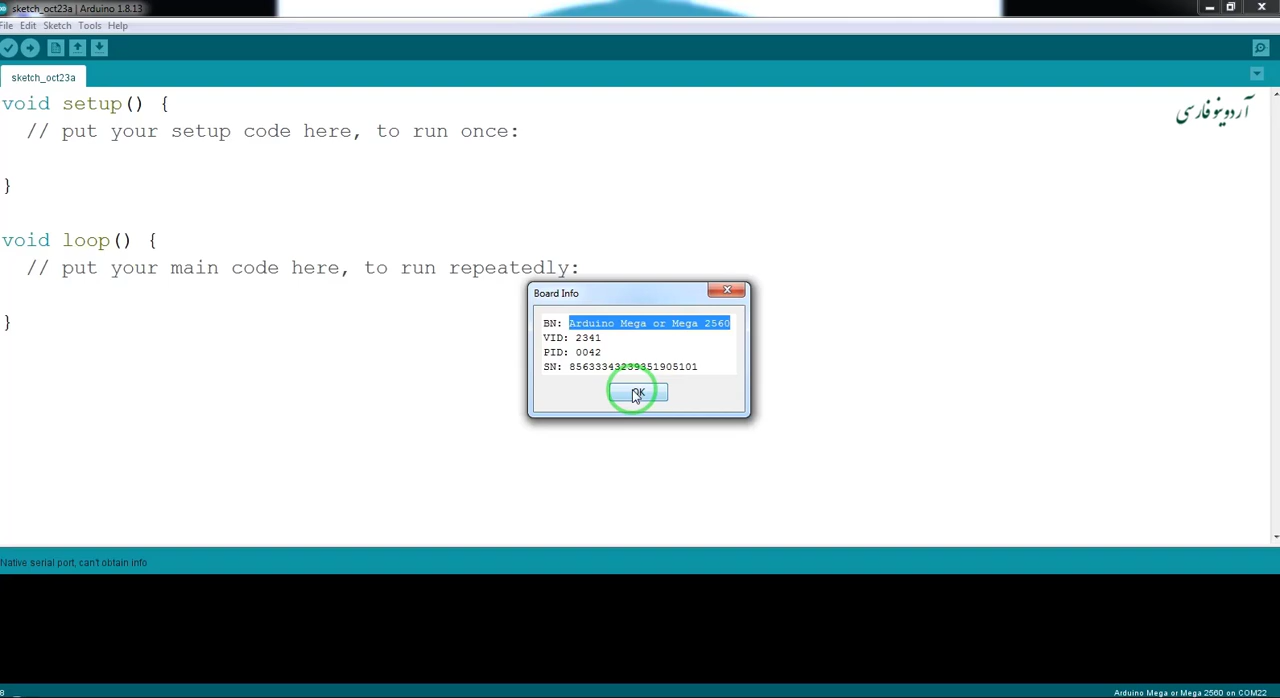 sketch_oct23a | Arduino 1.8.13
File Edit Sketch Tools Help
sketch_oct23a
آردوینو فارسی
void setup() {
// put your setup code here, to run once:
}
void loop() {
// put your main code here, to run repeatedly:
}
Board Info
BN: Arduino Mega or Mega 2560
VID: 2341
PID: 0042
SN: 85633343239351905101
OK
Native serial port, can't obtain info
8
Arduino Mega or Mega 2560 on COM22